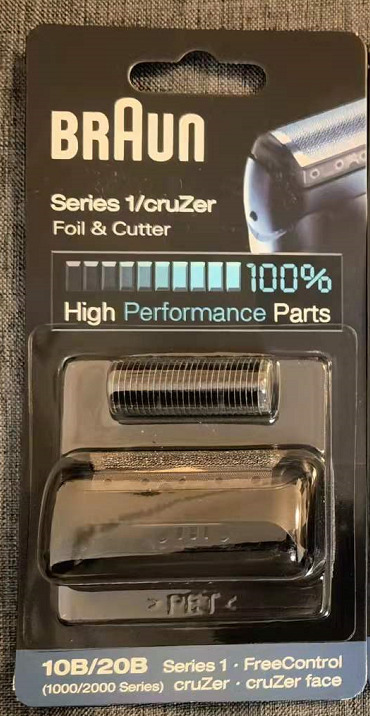 BRAUN
Series 1/cruZer
Foil & Cutter
100%
High Performance Parts
>PET<
10B/20B Series 1 · FreeControl
(1000/2000 Series) cruZer · cruZer face